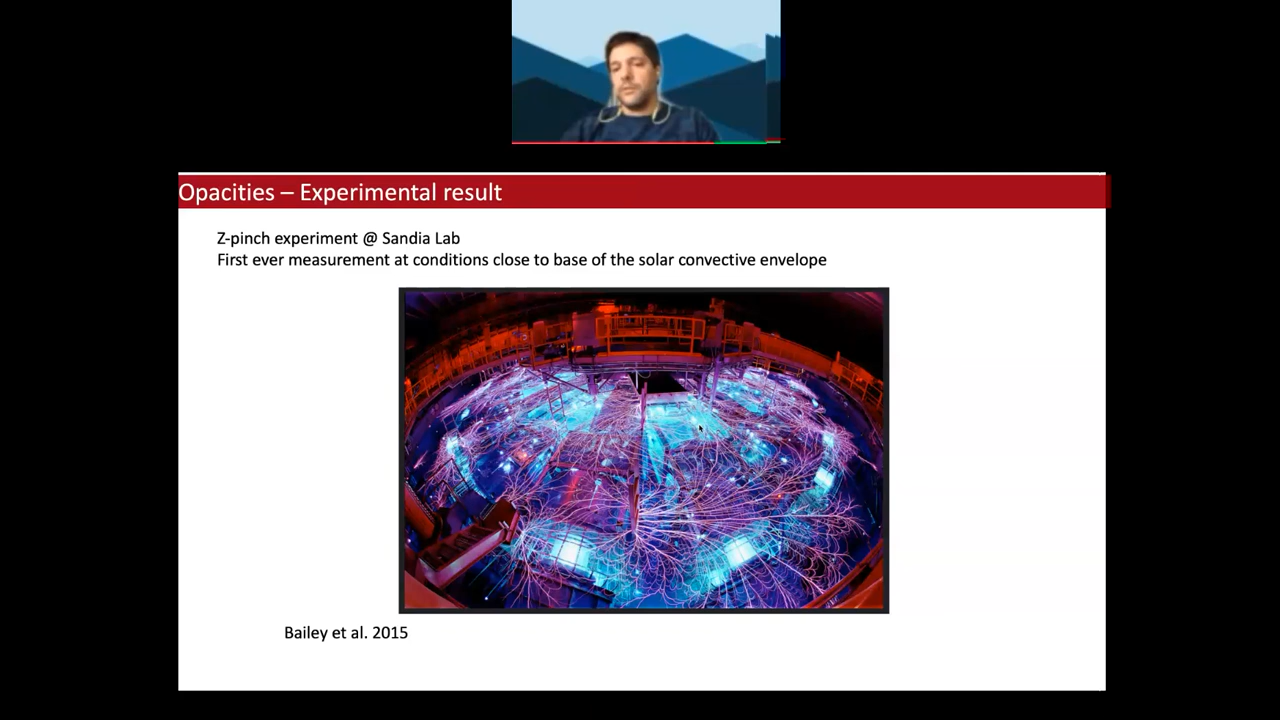 Opacities – Experimental result
Z-pinch experiment @ Sandia Lab
First ever measurement at conditions close to base of the solar convective envelope
Bailey et al. 2015